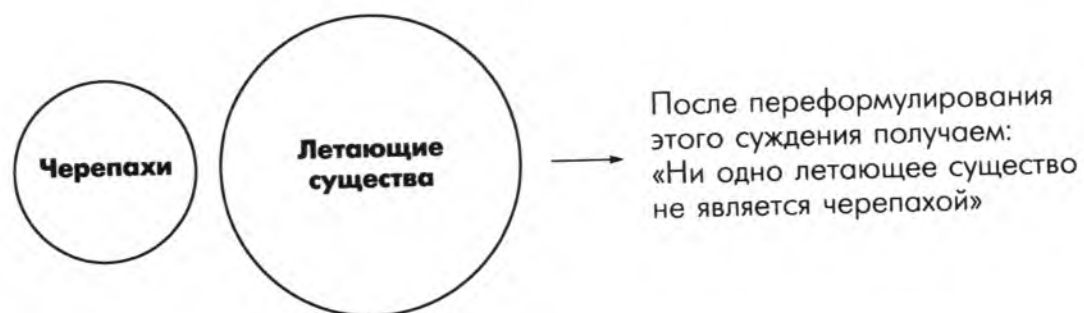 Черепахи
Летающие
существа
После переформулирования
этого суждения получаем:
«Ни одно летающее существо
не является черепахой»